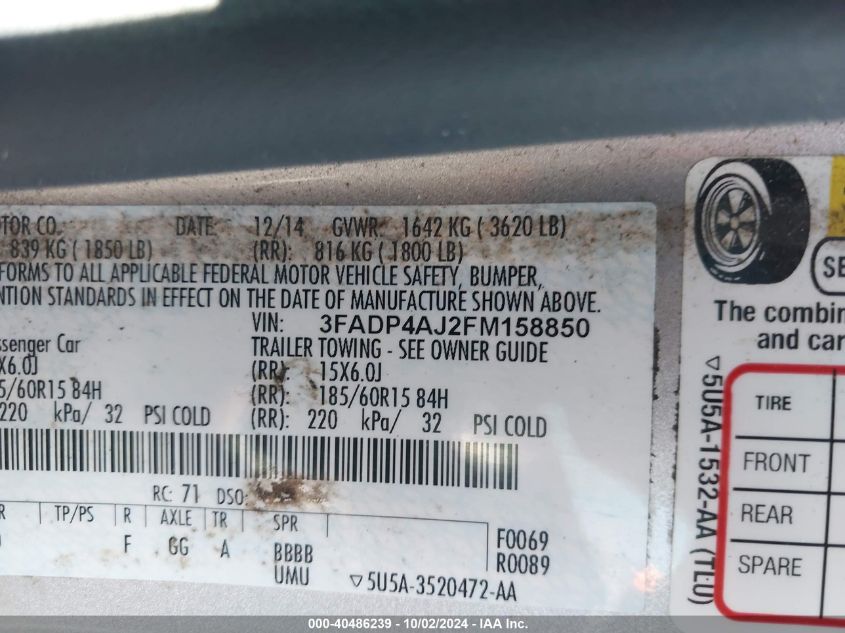 OTOR CO. DATE: 12/14 GVWR: 1642 KG ( 3620 LB)
839 KG ( 1850 LB) (RR): 816 KG ( 1800 LB)
FORMS TO ALL APPLICABLE FEDERAL MOTOR VEHICLE SAFETY, BUMPER,
NTION STANDARDS IN EFFECT ON THE DATE OF MANUFACTURE SHOWN ABOVE.
VIN: 3FADP4AJ2FM158850
ssenger Car TRAILER TOWING - SEE OWNER GUIDE
X6.0J (RR): 15X6.0J
5/60R15 84H (RR): 185/60R15 84H
220 kPa/ 32 PSI COLD (RR): 220 kPa/ 32 PSI COLD
RC: 71 DSO:
R TP/PS R AXLE TR SPR
F GG A BBBB
UMU
F0069
R0089
▽5U5A-3520472-AA
SE
The combin
and car
▽5U5A-1532-AA (TEU)
TIRE
FRONT
REAR
SPARE
000-40486239 - 10/02/2024 - IAA Inc.